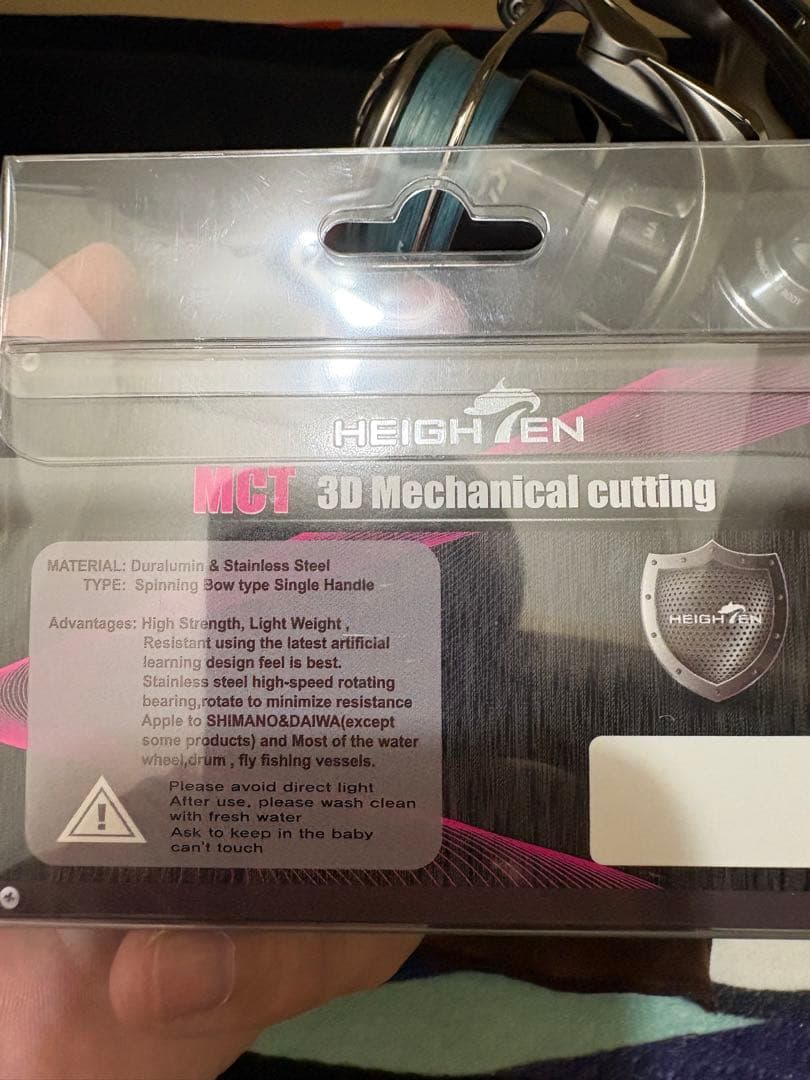 HEIGHTEN
MCT 3D Mechanical cutting
MATERIAL: Duralumin & Stainless Steel
TYPE: Spinning Bow type Single Handle
Advantages: High Strength, Light Weight ,
Resistant using the latest artificial
learning design feel is best.
Stainless steel high-speed rotating
bearing,rotate to minimize resistance
Apple to SHIMANO&DAIWA(except
some products) and Most of the water
wheel,drum , fly fishing vessels.
Please avoid direct light
After use, please wash clean
with fresh water
Ask to keep in the baby
can't touch
HEIGHTEN